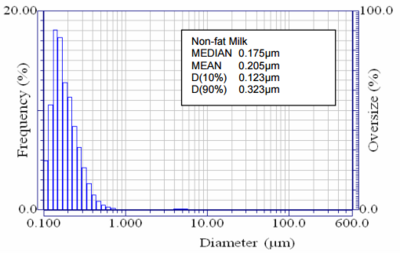 20.00
100.0
Non-fat Milk
MEDIAN 0.175µm
MEAN 0.205µm
D(10%) 0.123µm
D(90%) 0.323µm
Frequency (%)
Oversize (%)
0.0
0.0
0.100 1.000 10.00 100.0 600.0
Diameter (µm)